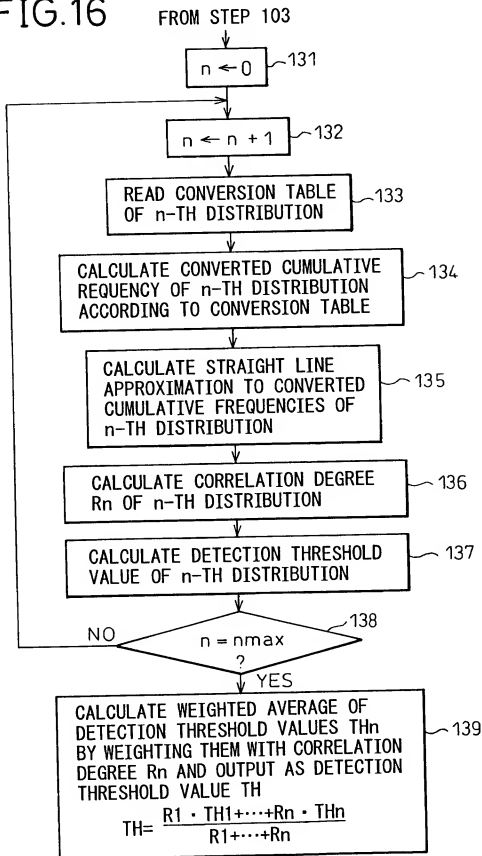 FIG.16
FROM STEP 103
n ← 0
131
n ← n + 1
132
READ CONVERSION TABLE
OF n-TH DISTRIBUTION
133
CALCULATE CONVERTED CUMULATIVE
REQUENCY OF n-TH DISTRIBUTION
ACCORDING TO CONVERSION TABLE
134
CALCULATE STRAIGHT LINE
APPROXIMATION TO CONVERTED
CUMULATIVE FREQUENCIES OF
n-TH DISTRIBUTION
135
CALCULATE CORRELATION DEGREE
Rn OF n-TH DISTRIBUTION
136
CALCULATE DETECTION THRESHOLD
VALUE OF n-TH DISTRIBUTION
137
n = nmax
?
138
NO
YES
CALCULATE WEIGHTED AVERAGE OF
DETECTION THRESHOLD VALUES THn
BY WEIGHTING THEM WITH CORRELATION
DEGREE Rn AND OUTPUT AS DETECTION
THRESHOLD VALUE TH
TH= R1 · TH1+···+Rn · THn
R1+···+Rn
139